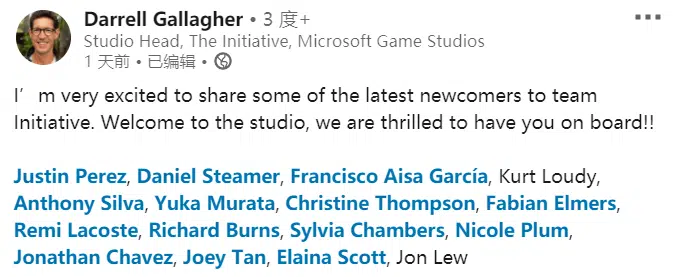 Darrell Gallagher • 3 度+
Studio Head, The Initiative, Microsoft Game Studios
1 天前 • 已编辑 •
I’m very excited to share some of the latest newcomers to team
Initiative. Welcome to the studio, we are thrilled to have you on board!!
Justin Perez, Daniel Steamer, Francisco Aisa García, Kurt Loudy,
Anthony Silva, Yuka Murata, Christine Thompson, Fabian Elmers,
Remi Lacoste, Richard Burns, Sylvia Chambers, Nicole Plum,
Jonathan Chavez, Joey Tan, Elaina Scott, Jon Lew